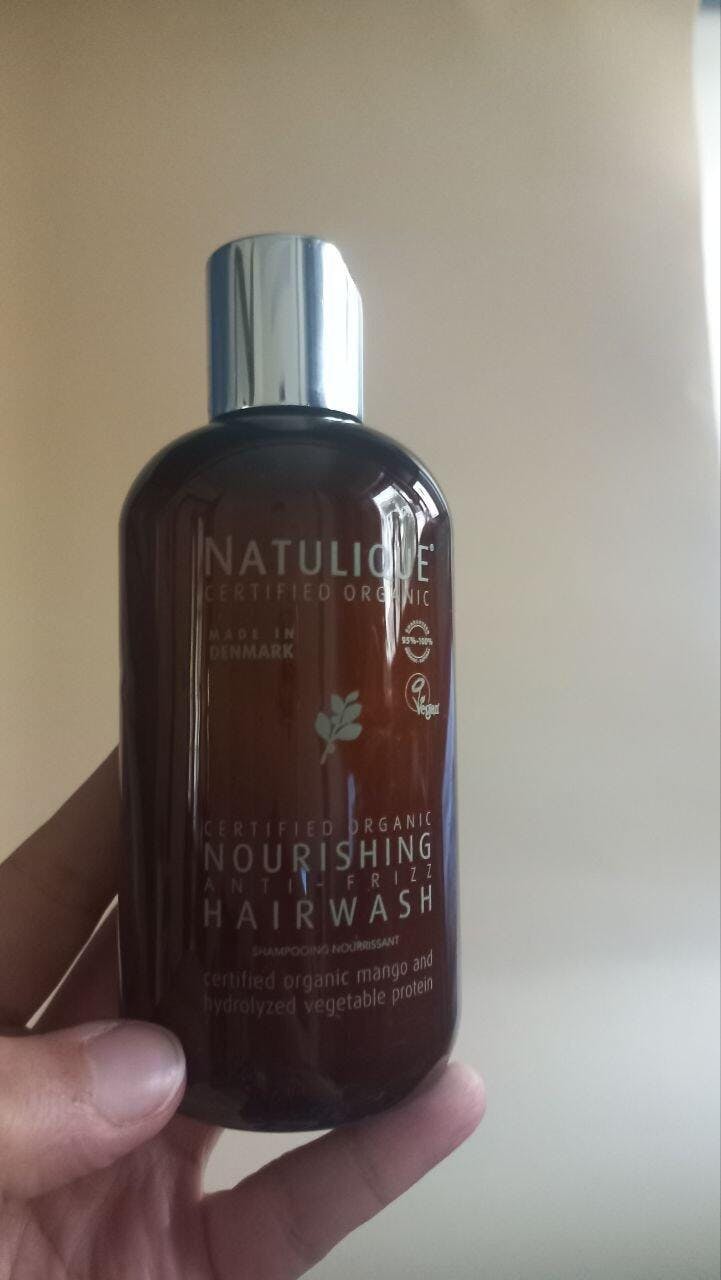 NATULIQUE®
CERTIFIED ORGANIC
MADE IN
DENMARK
95%-100%
Vegan
CERTIFIED ORGANIC
NOURISHING
ANTI-FRIZZ
HAIRWASH
SHAMPOOING NOURRISSANT
certified organic mango and
hydrolyzed vegetable protein